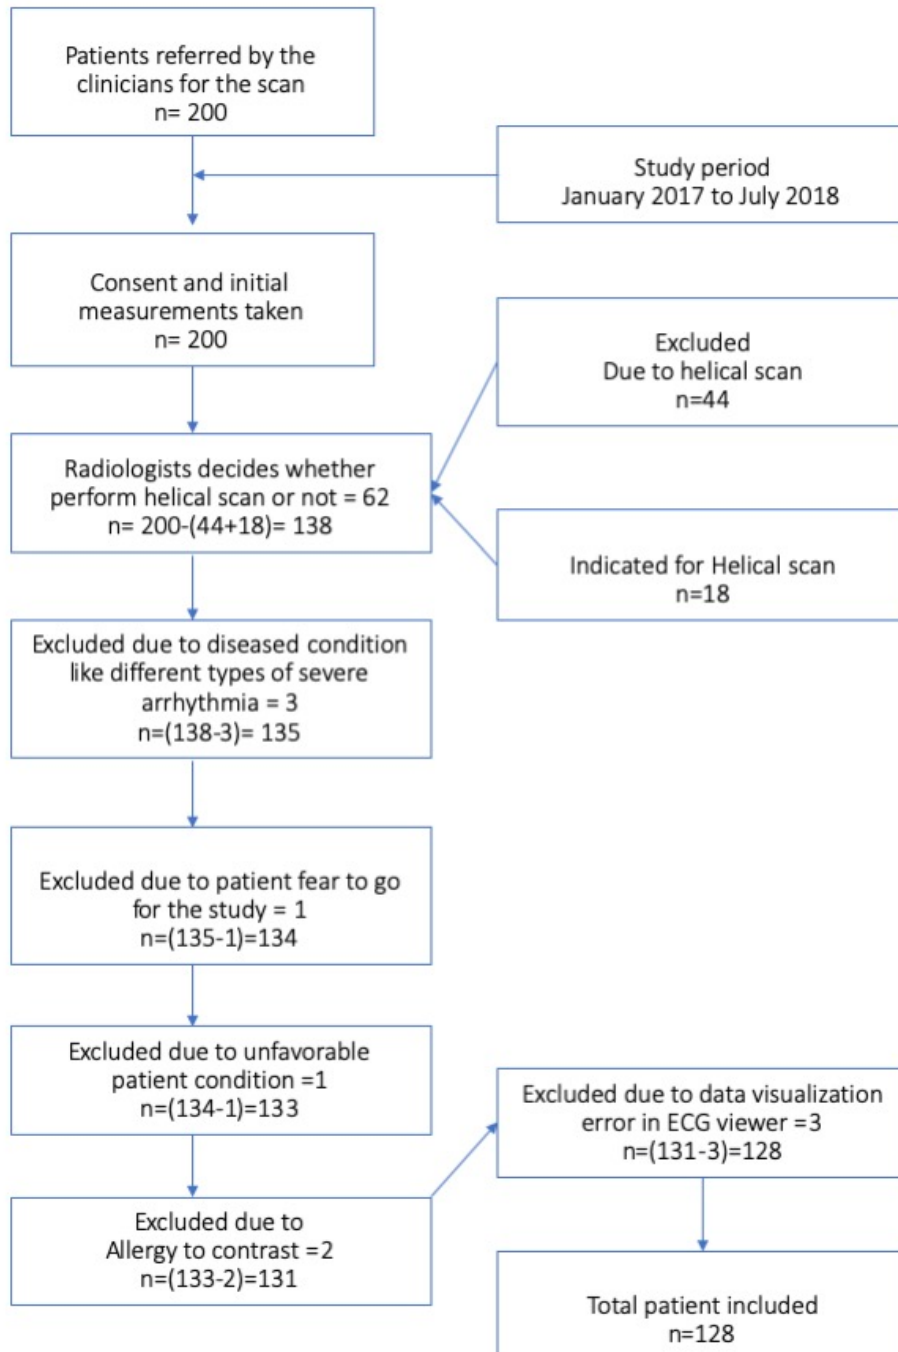 Patients referred by the
clinicians for the scan
n= 200
Study period
January 2017 to July 2018
Consent and initial
measurements taken
n= 200
Excluded
Due to helical scan
n=44
Radiologists decides whether
perform helical scan or not = 62
n= 200-(44+18)= 138
Indicated for Helical scan
n=18
Excluded due to diseased condition
like different types of severe
arrhythmia = 3
n=(138-3)= 135
Excluded due to patient fear to go
for the study = 1
n=(135-1)=134
Excluded due to unfavorable
patient condition =1
n=(134-1)=133
Excluded due to
Allergy to contrast =2
n=(133-2)=131
Excluded due to data visualization
error in ECG viewer =3
n=(131-3)=128
Total patient included
n=128